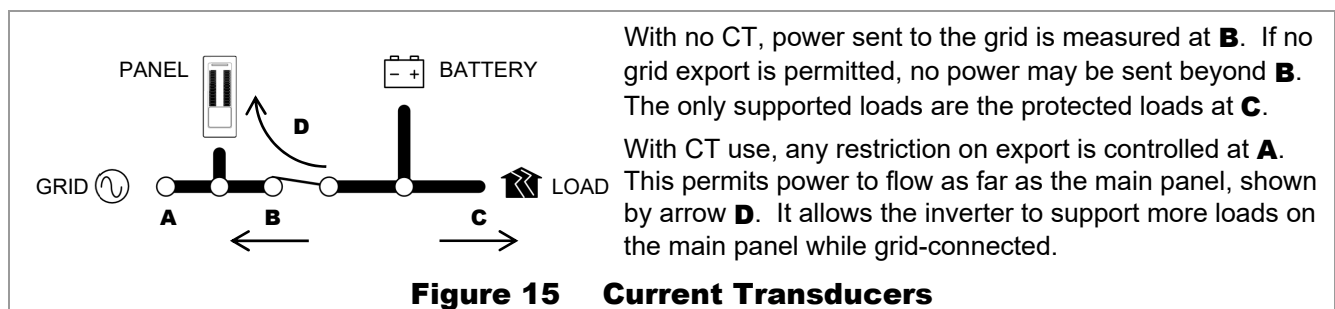 PANEL
- +
BATTERY
D
GRID
LOAD
A
B
C
With no CT, power sent to the grid is measured at B. If no
grid export is permitted, no power may be sent beyond B.
The only supported loads are the protected loads at C.
With CT use, any restriction on export is controlled at A.
This permits power to flow as far as the main panel, shown
by arrow D. It allows the inverter to support more loads on
the main panel while grid-connected.
Figure 15 Current Transducers